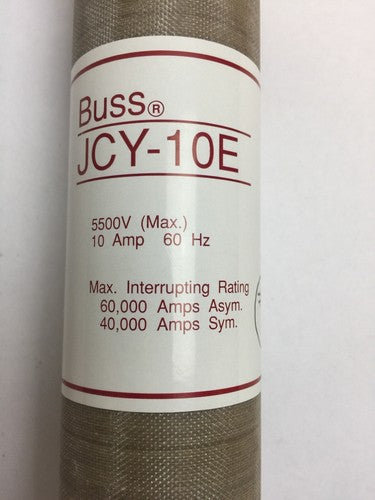 Buss®
JCY-10E
5500V (Max.)
10 Amp 60 Hz
Max. Interrupting Rating
60,000 Amps Asym.
40,000 Amps Sym.